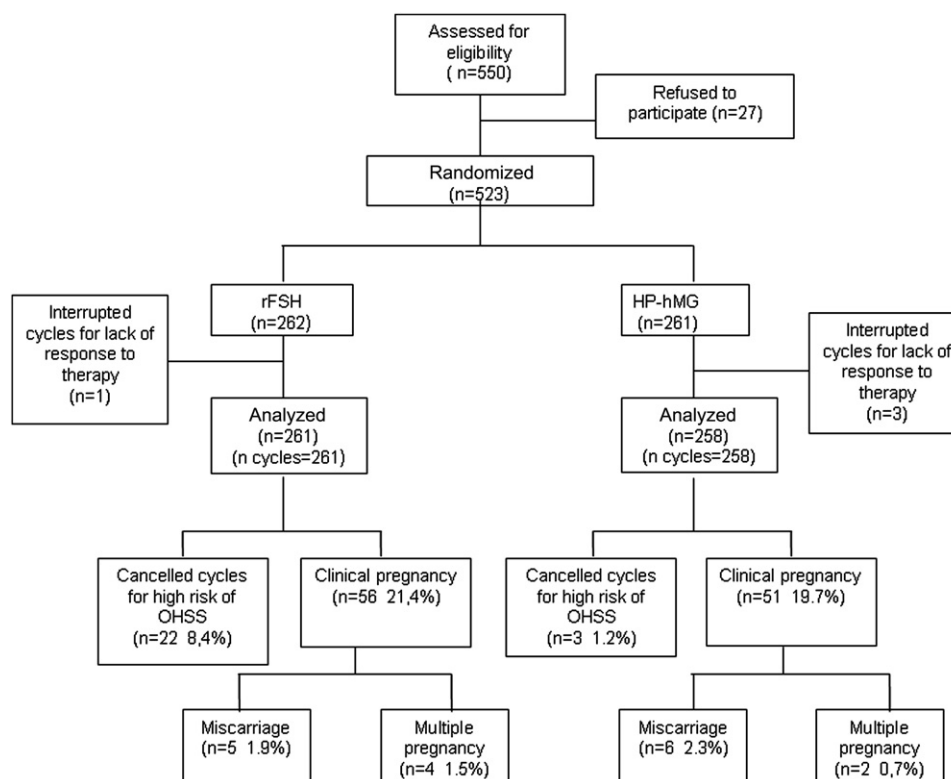 Assessed for
eligibility
( n=550)
Refused to
participate (n=27)
Randomized
(n=523)
rFSH
(n=262)
HP-hMG
(n=261)
Interrupted
cycles for lack of
response to
therapy
(n=1)
Interrupted
cycles for lack of
response to
therapy
(n=3)
Analyzed
(n=261)
(n cycles=261)
Analyzed
(n=258)
(n cycles=258)
Cancelled cycles
for high risk of
OHSS
(n=22 8,4%)
Clinical pregnancy
(n=56 21,4%)
Cancelled cycles
for high risk of
OHSS
(n=3 1.2%)
Clinical pregnancy
(n=51 19.7%)
Miscarriage
(n=5 1.9%)
Multiple
pregnancy
(n=4 1.5%)
Miscarriage
(n=6 2.3%)
Multiple
pregnancy
(n=2 0,7%)